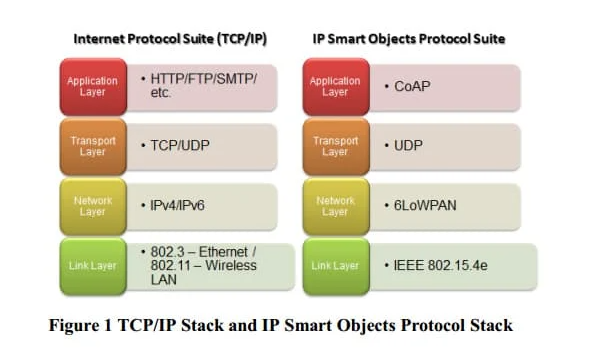 Internet Protocol Suite (TCP/IP)
IP Smart Objects Protocol Suite
Application
Layer
• HTTP/FTP/SMTP/
etc.
Application
Layer
• CoAP
Transport
Layer
• TCP/UDP
Transport
Layer
• UDP
Network
Layer
• IPv4/IPv6
Network
Layer
• 6LoWPAN
Link Layer
• 802.3 – Ethernet /
802.11 – Wireless
LAN
Link Layer
• IEEE 802.15.4e
Figure 1 TCP/IP Stack and IP Smart Objects Protocol Stack